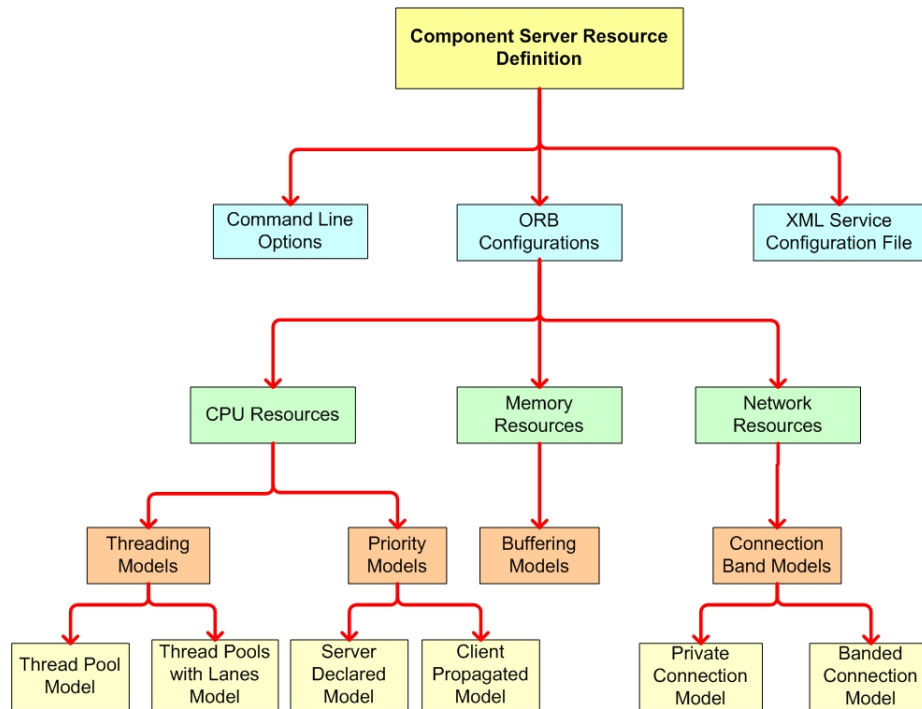 Component Server Resource
Definition
Command Line
Options
ORB
Configurations
XML Service
Configuration File
CPU Resources
Memory
Resources
Network
Resources
Threading
Models
Priority
Models
Buffering Models
Connection
Band Models
Thread Pool
Model
Thread Pools
with Lanes
Model
Server
Declared
Model
Client
Propagated
Model
Private
Connection
Model
Banded
Connection
Model